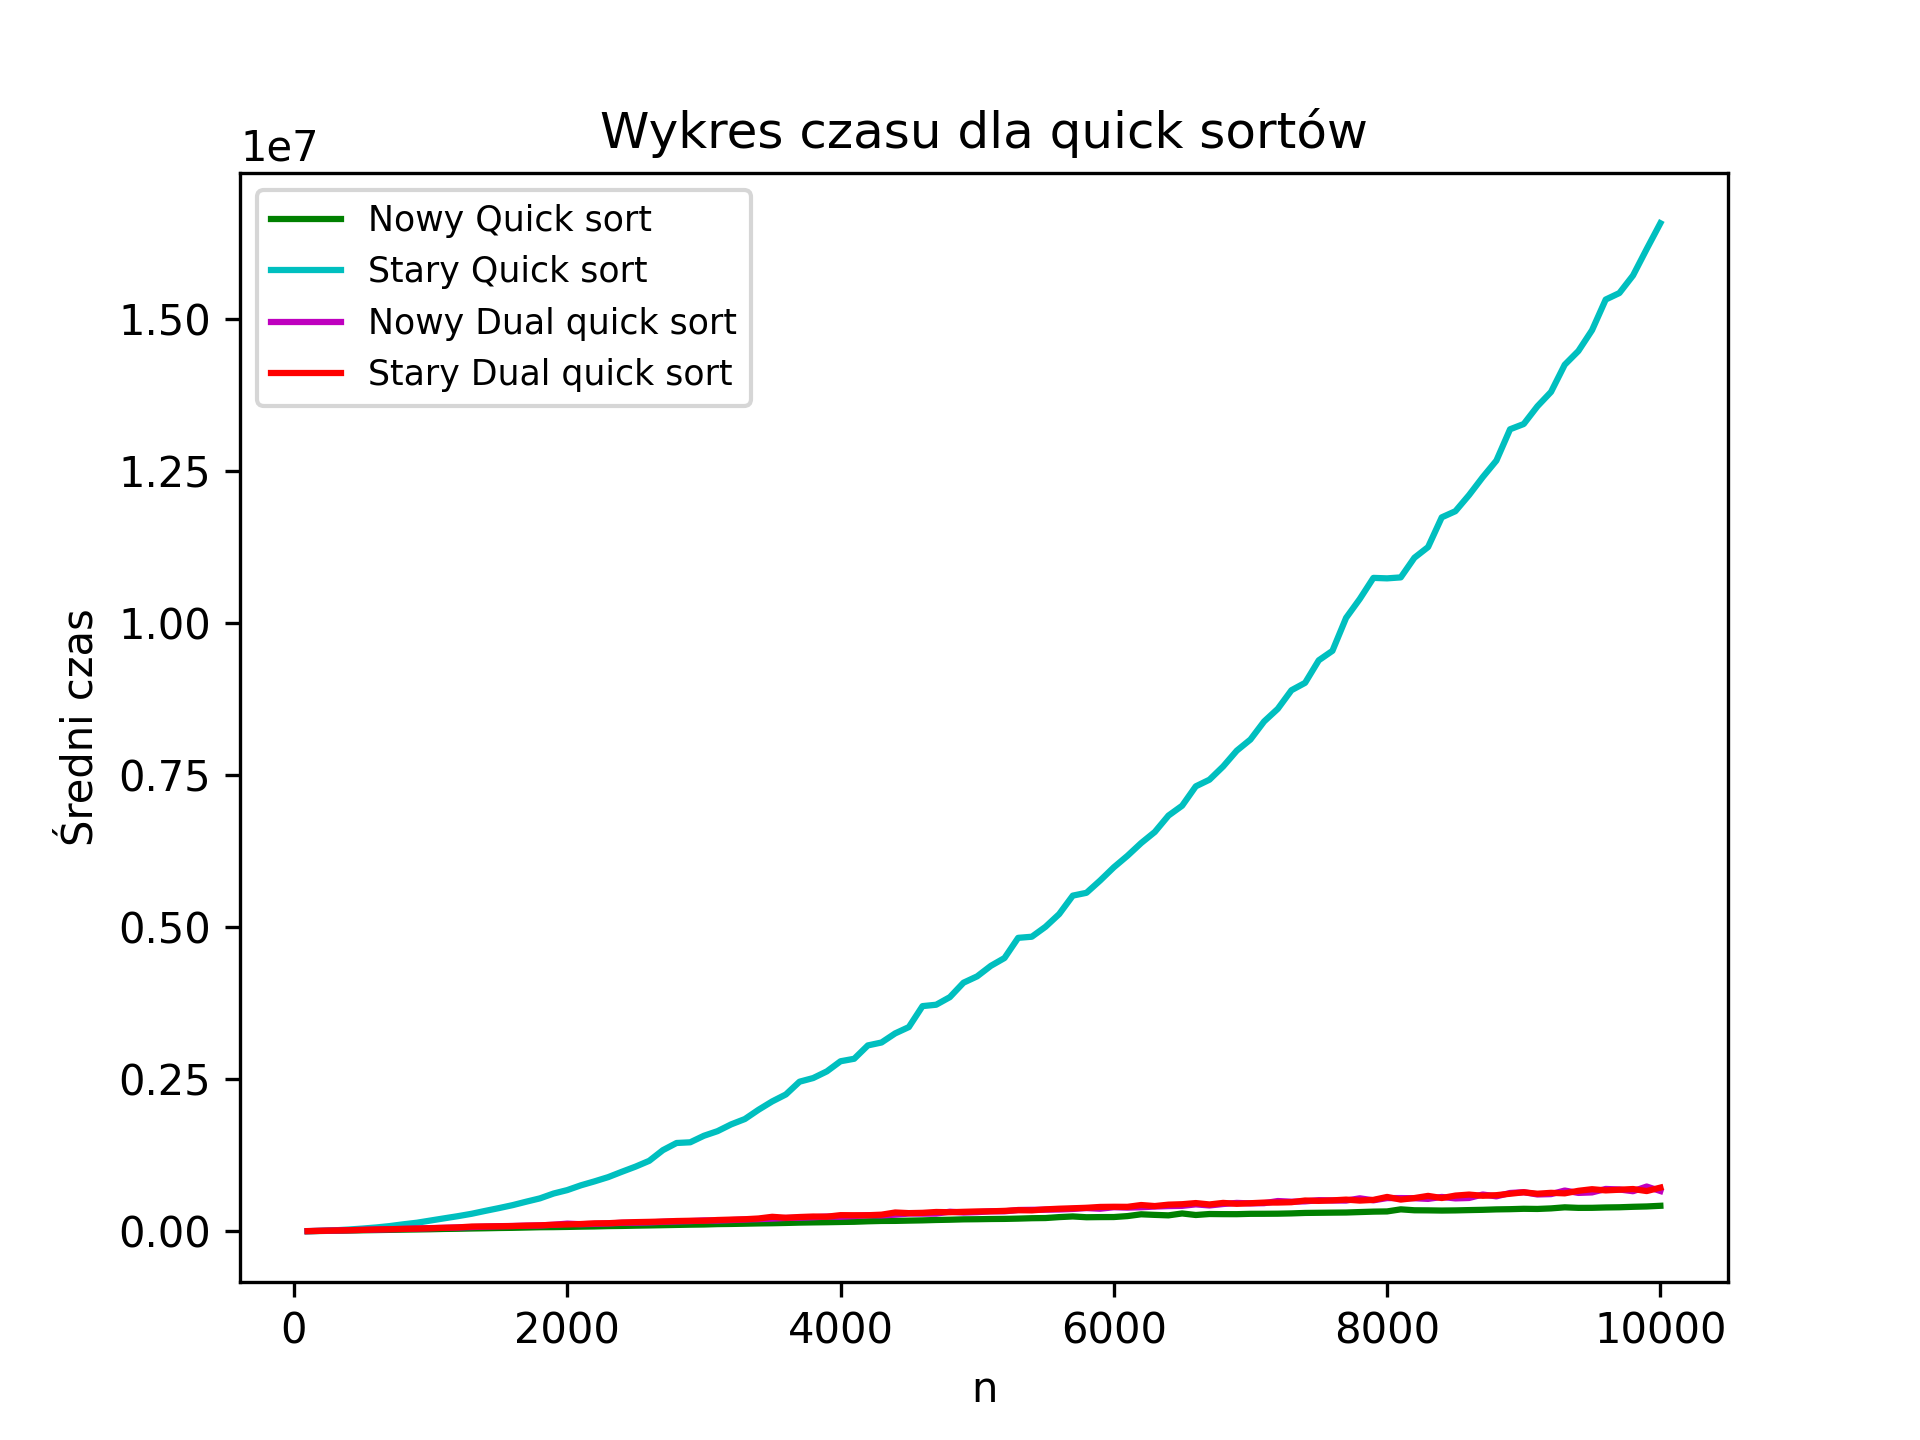 Wykres czasu dla quick sortów
1e7
Nowy Quick sort
Stary Quick sort
Nowy Dual quick sort
Stary Dual quick sort
1.50
1.25
1.00
0.75
0.50
0.25
0.00
Średni czas
0 2000 4000 6000 8000 10000
n